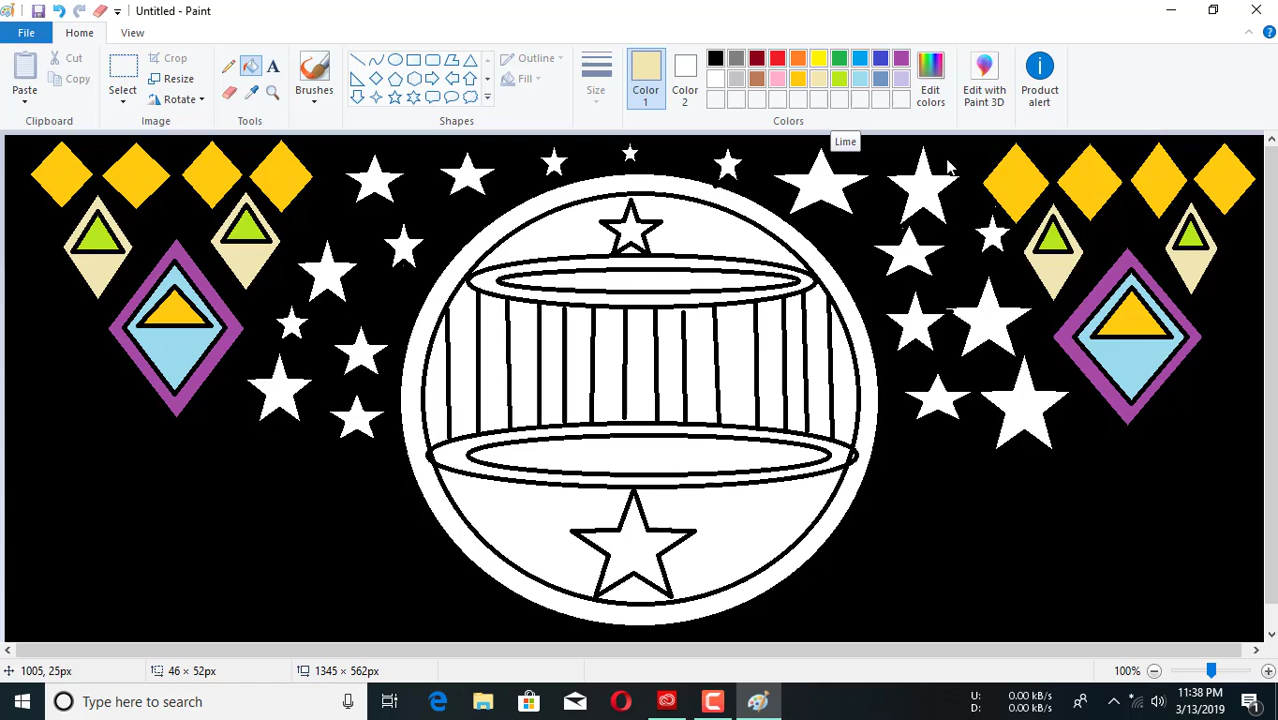 Untitled - Paint
File Home View
Paste
Cut
Copy
Clipboard
Select
Crop
Resize
Rotate
Image
Tools
Brushes
Outline
Fill
Shapes
Size
Color 1
Color 2
Edit colors
Colors
Edit with Paint 3D
Product alert
Lime
1005, 25px
46 × 52px
1345 × 562px
100%
Type here to search
U: 0.00 kB/s
D: 0.00 kB/s
11:38 PM
3/13/2019
1